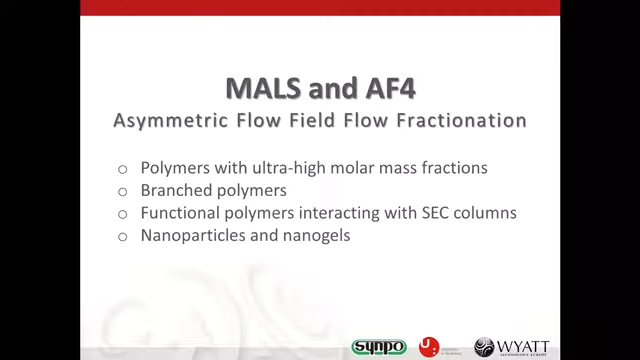 MALS and AF4
Asymmetric Flow Field Flow Fractionation
o Polymers with ultra-high molar mass fractions
o Branched polymers
o Functional polymers interacting with SEC columns
o Nanoparticles and nanogels
synpo
WYATT